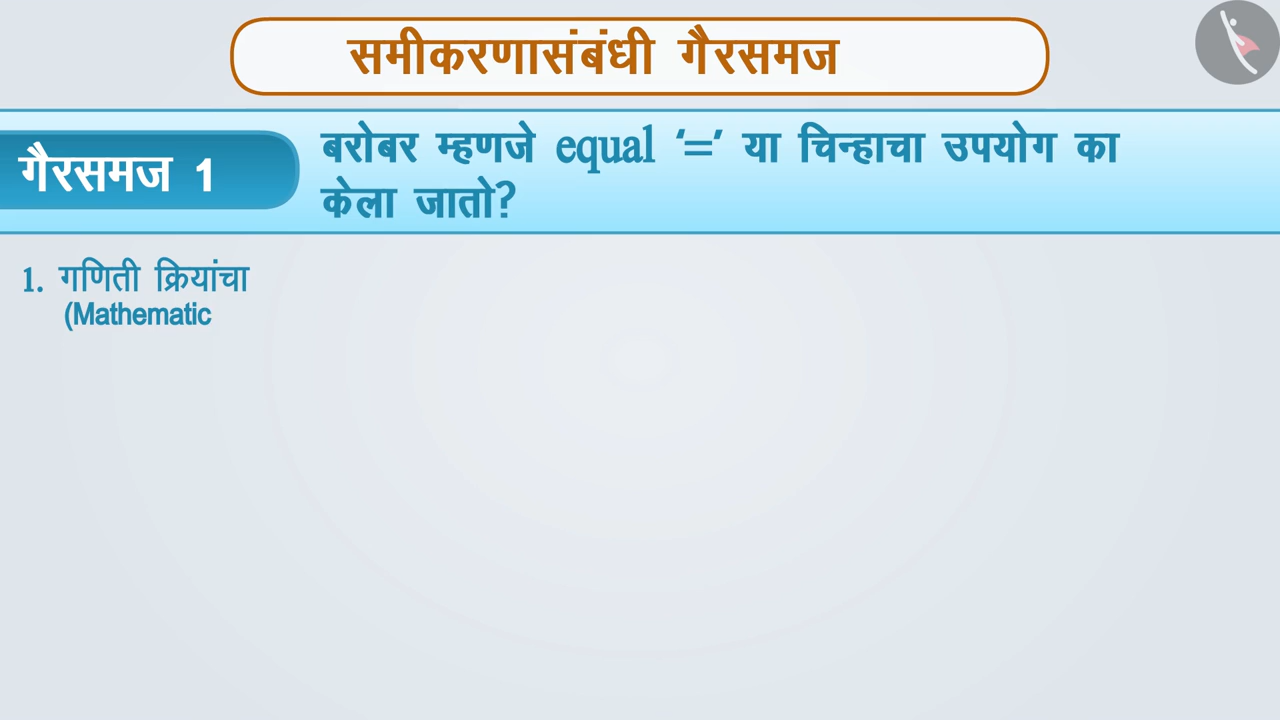 समीकरणासंबंधी गैरसमज
गैरसमज 1
बरोबर म्हणजे equal ‘=’ या चिन्हाचा उपयोग का
केला जातो?
1. गणिती क्रियांचा
(Mathematic